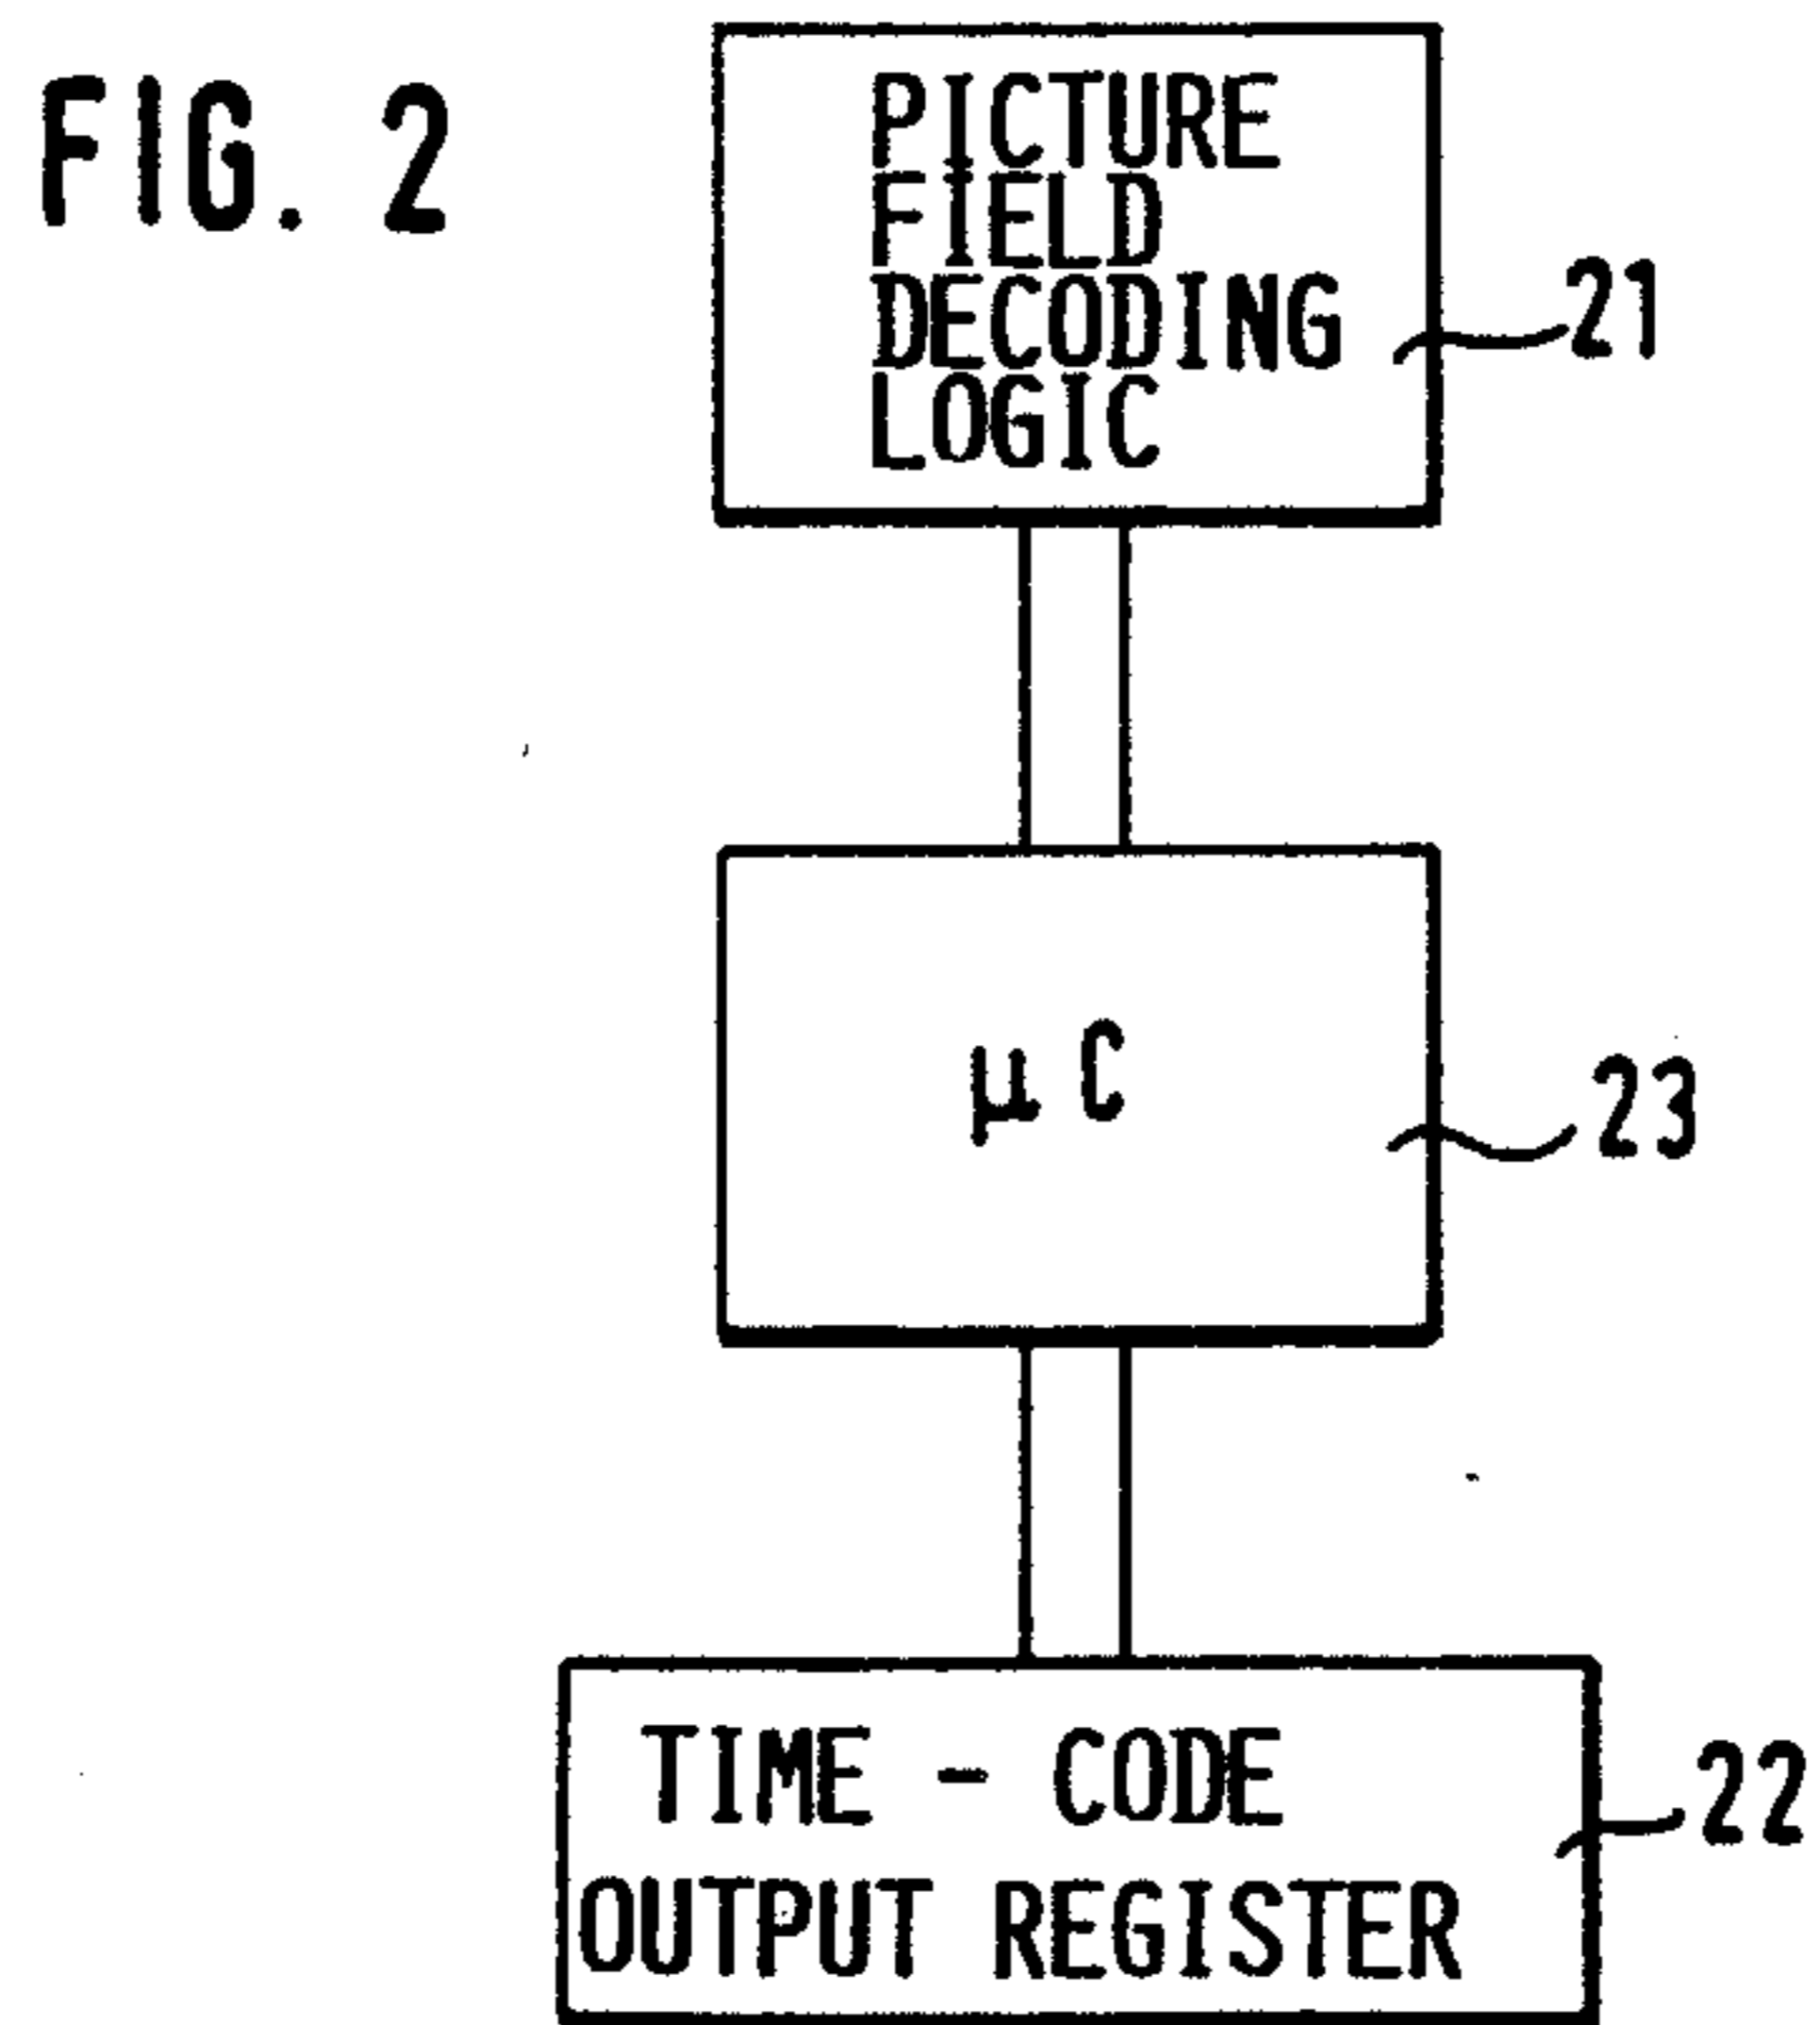 FIG. 2
PICTURE
FIELD
DECODING
LOGIC
21
µC
23
TIME - CODE
OUTPUT REGISTER
22